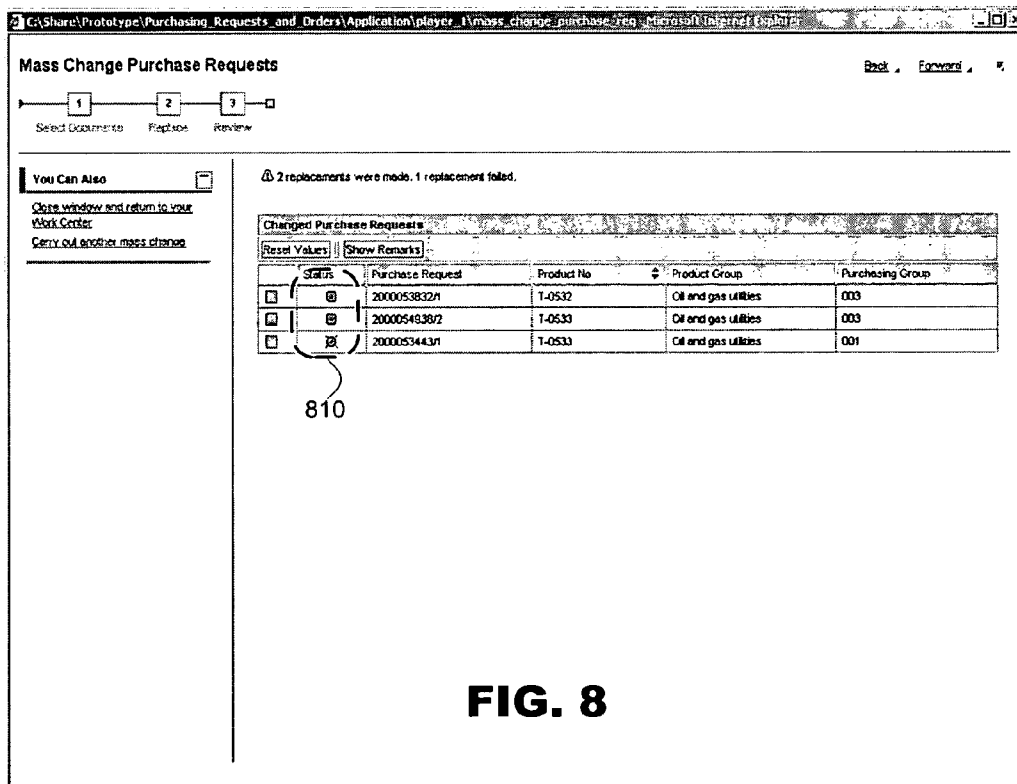 C:\Share\Prototype\Purchasing_Requests_and_Orders\Application\player_1\mass_change_purchase_req - Microsoft Internet Explorer
Mass Change Purchase Requests
Back Forward
1 2 3
Select Documents Replace Review
You Can Also
Close window and return to your
Work Center
Carry out another mass change
2 replacements were made. 1 replacement failed.
Changed Purchase Requests
Reset Values Show Remarks
Status Purchase Request Product No Product Group Purchasing Group
2000053832/1 T-0532 Oil and gas utilities 003
2000054938/2 T-0533 Oil and gas utilities 003
2000053443/1 T-0533 Oil and gas utilities 001
810
FIG. 8